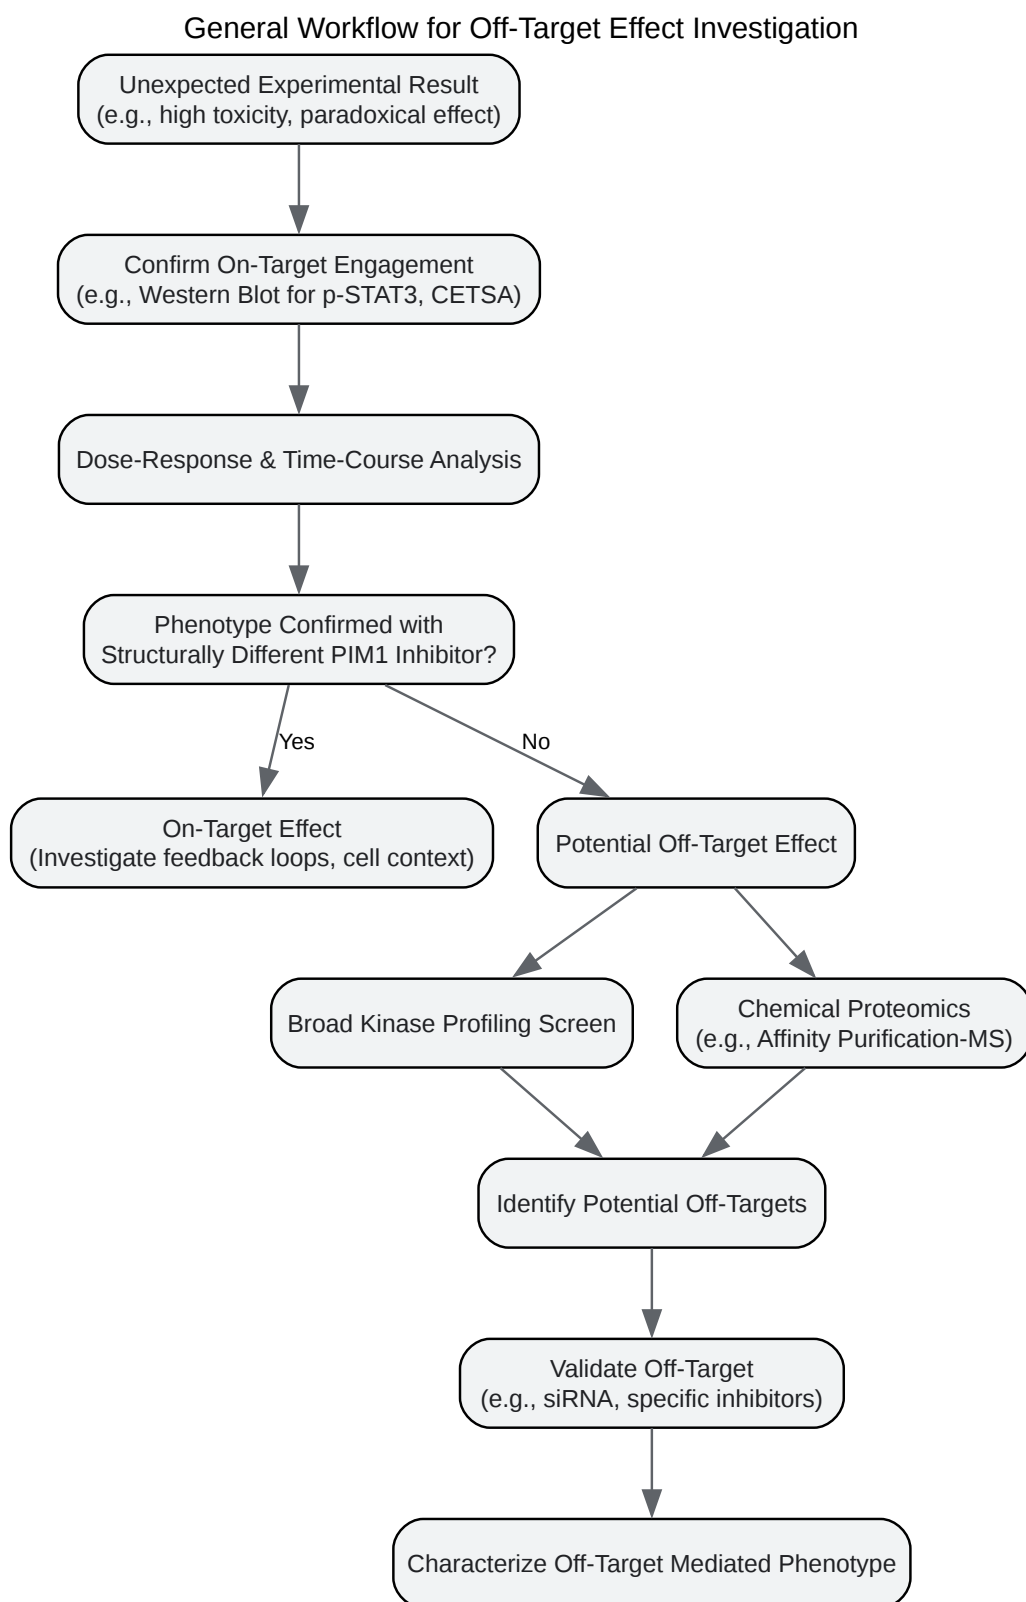 General Workflow for Off-Target Effect Investigation
Unexpected Experimental Result
(e.g., high toxicity, paradoxical effect)
Confirm On-Target Engagement
(e.g., Western Blot for p-STAT3, CETSA)
Dose-Response & Time-Course Analysis
Phenotype Confirmed with
Structurally Different PIM1 Inhibitor?
Yes
No
On-Target Effect
(Investigate feedback loops, cell context)
Potential Off-Target Effect
Broad Kinase Profiling Screen
Chemical Proteomics
(e.g., Affinity Purification-MS)
Identify Potential Off-Targets
Validate Off-Target
(e.g., siRNA, specific inhibitors)
Characterize Off-Target Mediated Phenotype